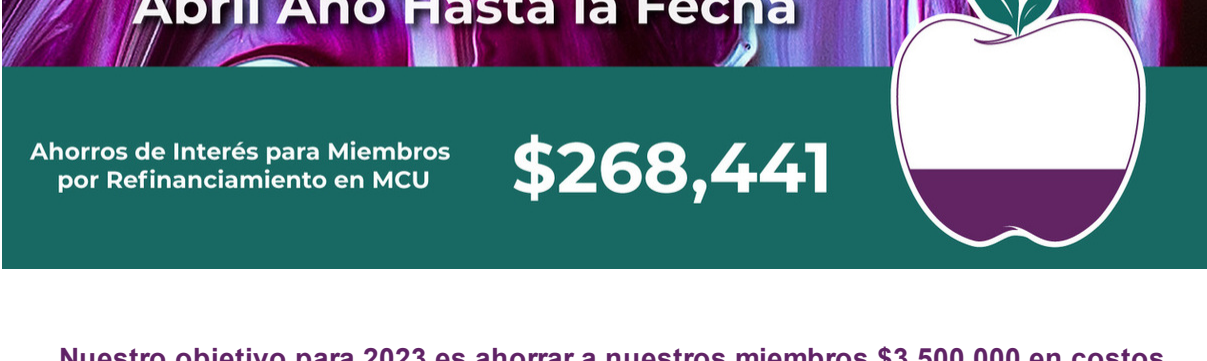 Abril Año Hasta la Fecha
Ahorros de Interés para Miembros
por Refinanciamiento en MCU
$268,441
Nuestro objetivo para 2023 es ahorrar a nuestros miembros $3,500,000 en costos